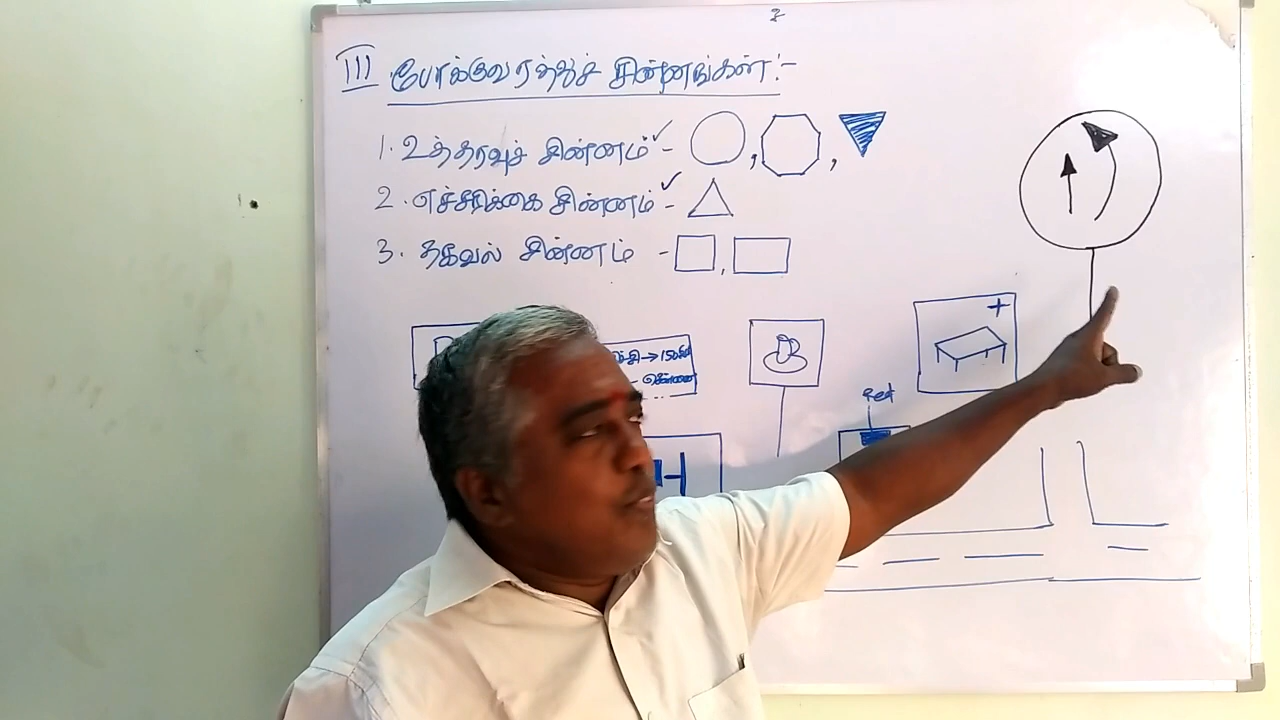 III போக்குவரத்துச் சின்னங்கள் :-
1. உத்தரவுச் சின்னம் ✓ -
2. எச்சரிக்கை சின்னம் ✓ -
3. தகவல் சின்னம் -
சென்னை